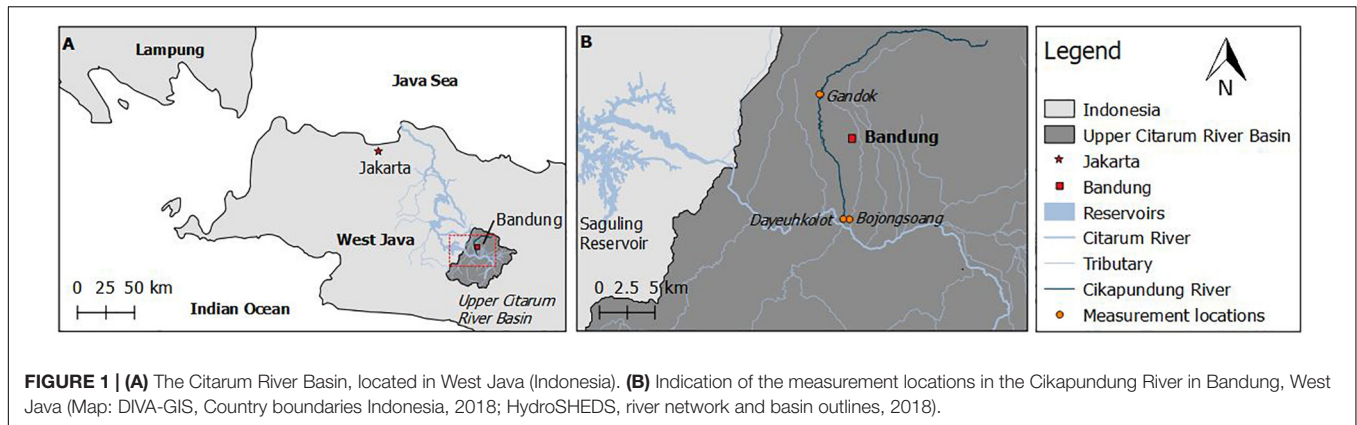 A
Lampung
Java Sea
Jakarta
Bandung
West Java
0 25 50 km
Indian Ocean
Upper Citarum
River Basin
B
Gandok
Bandung
Dayeuhkolot
Bojongsoang
Saguling
Reservoir
0 2.5 5 km
Legend
N
Indonesia
Upper Citarum River Basin
Jakarta
Bandung
Reservoirs
Citarum River
Tributary
Cikapundung River
Measurement locations
FIGURE 1 | (A) The Citarum River Basin, located in West Java (Indonesia). (B) Indication of the measurement locations in the Cikapundung River in Bandung, West
Java (Map: DIVA-GIS, Country boundaries Indonesia, 2018; HydroSHEDS, river network and basin outlines, 2018).